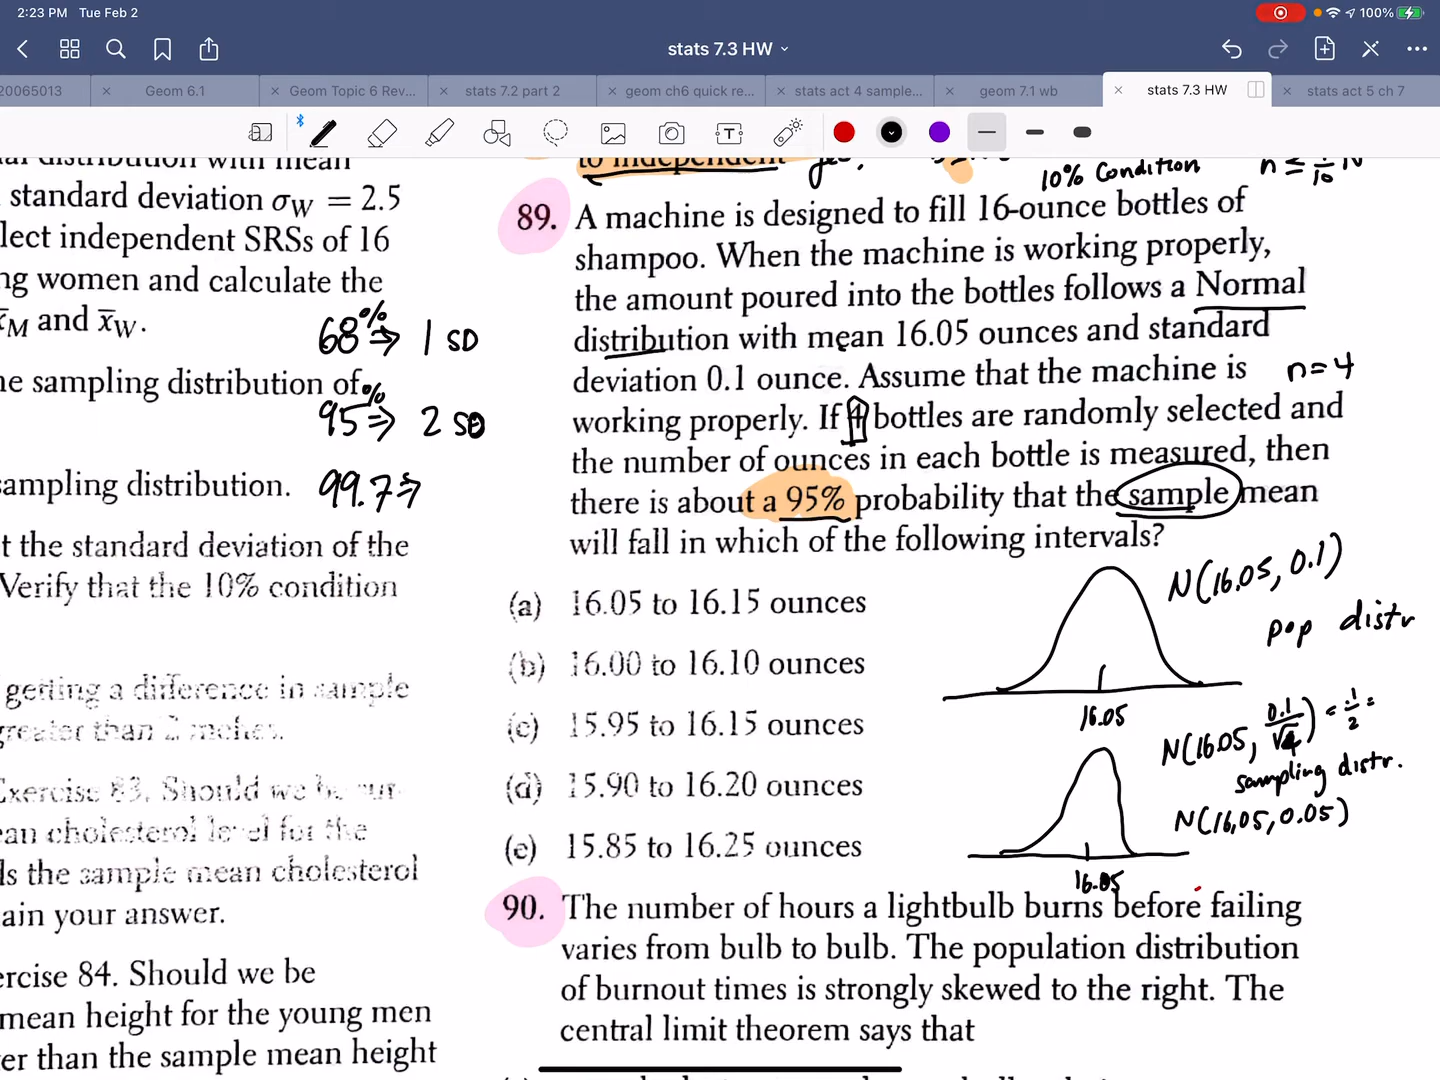 2:23 PM Tue Feb 2
100%
stats 7.3 HW
20065013
Geom 6.1
Geom Topic 6 Rev...
stats 7.2 part 2
geom ch6 quick re...
stats act 4 sample...
geom 7.1 wb
stats 7.3 HW
stats act 5 ch 7
al distribution with mean
standard deviation σW = 2.5
lect independent SRSs of 16
ng women and calculate the
x̄M and x̄W.
68% ⇒ 1 SD
he sampling distribution of
95% ⇒ 2 SD
sampling distribution.
99.7 ⇒
t the standard deviation of the
Verify that the 10% condition
getting a difference in sample
greater than 2 inches.
Exercise 83. Should we be sur-
ean cholesterol level for the
ls the sample mean cholesterol
ain your answer.
ercise 84. Should we be
mean height for the young men
er than the sample mean height
to independent yes,
10% Condition
n ≤ 1/10 N
89. A machine is designed to fill 16-ounce bottles of
shampoo. When the machine is working properly,
the amount poured into the bottles follows a Normal
distribution with mean 16.05 ounces and standard
deviation 0.1 ounce. Assume that the machine is
n=4
working properly. If 4 bottles are randomly selected and
the number of ounces in each bottle is measured, then
there is about a 95% probability that the sample mean
will fall in which of the following intervals?
(a) 16.05 to 16.15 ounces
(b) 16.00 to 16.10 ounces
(c) 15.95 to 16.15 ounces
(d) 15.90 to 16.20 ounces
(e) 15.85 to 16.25 ounces
N(16.05, 0.1)
pop distr
16.05
N(16.05, 0.1/√4) = .1/2 =
sampling distr.
N(16.05, 0.05)
16.05
90. The number of hours a lightbulb burns before failing
varies from bulb to bulb. The population distribution
of burnout times is strongly skewed to the right. The
central limit theorem says that